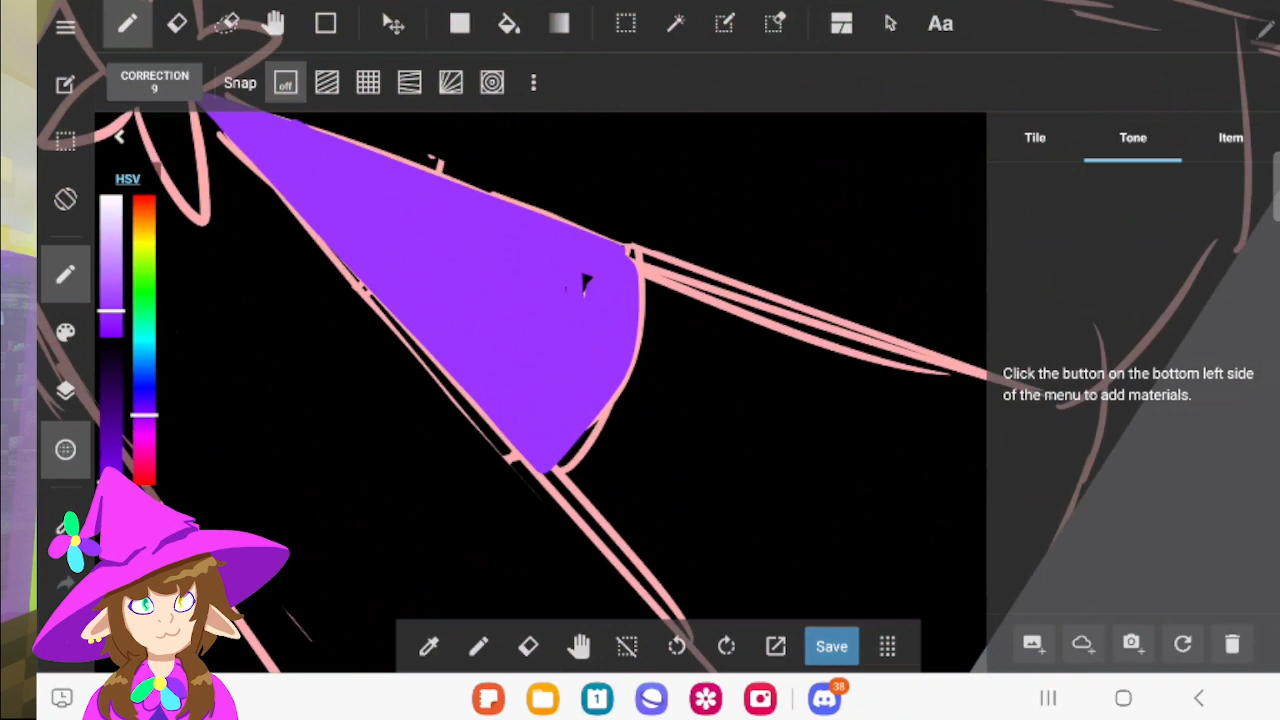 Aa
CORRECTION
9
Snap
off
Tile
Tone
Item
HSV
Click the button on the bottom left side
of the menu to add materials.
Save
1
38